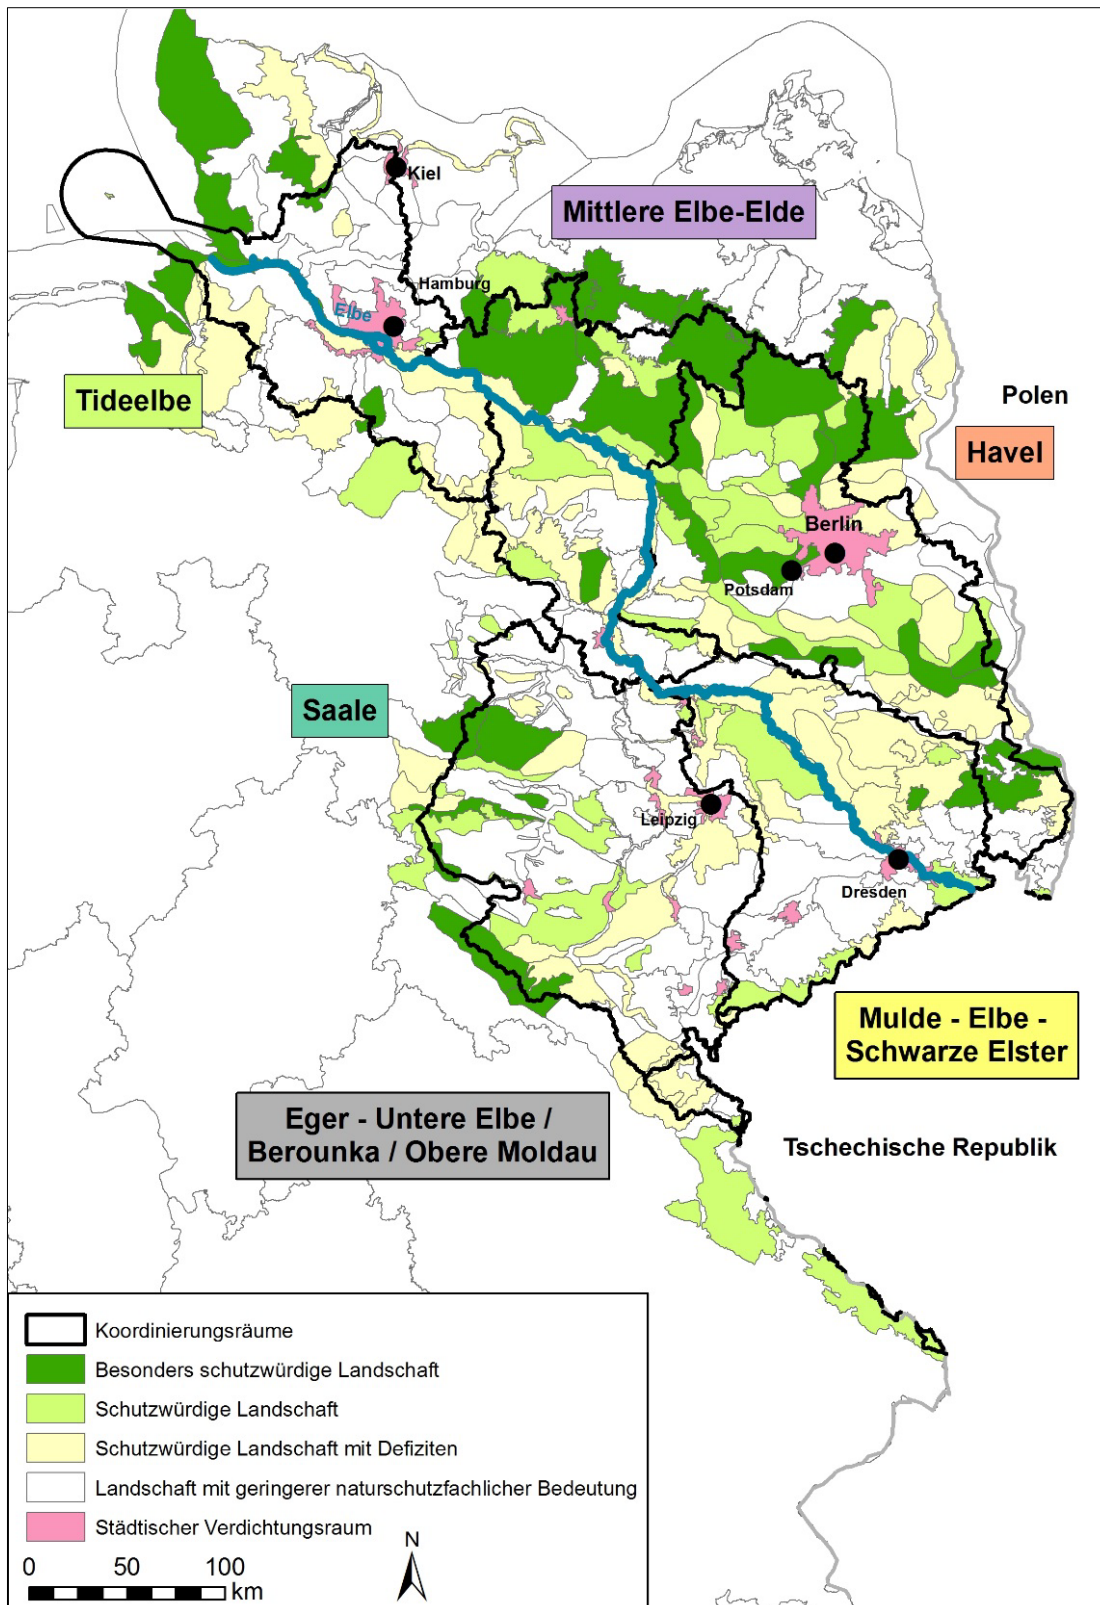 Kiel
Mittlere Elbe-Elde
Hamburg
Elbe
Tideelbe
Polen
Havel
Berlin
Potsdam
Saale
Leipzig
Dresden
Mulde - Elbe -
Schwarze Elster
Eger - Untere Elbe /
Berounka / Obere Moldau
Tschechische Republik
Koordinierungsräume
Besonders schutzwürdige Landschaft
Schutzwürdige Landschaft
Schutzwürdige Landschaft mit Defiziten
Landschaft mit geringerer naturschutzfachlicher Bedeutung
Städtischer Verdichtungsraum
N
0 50 100
km